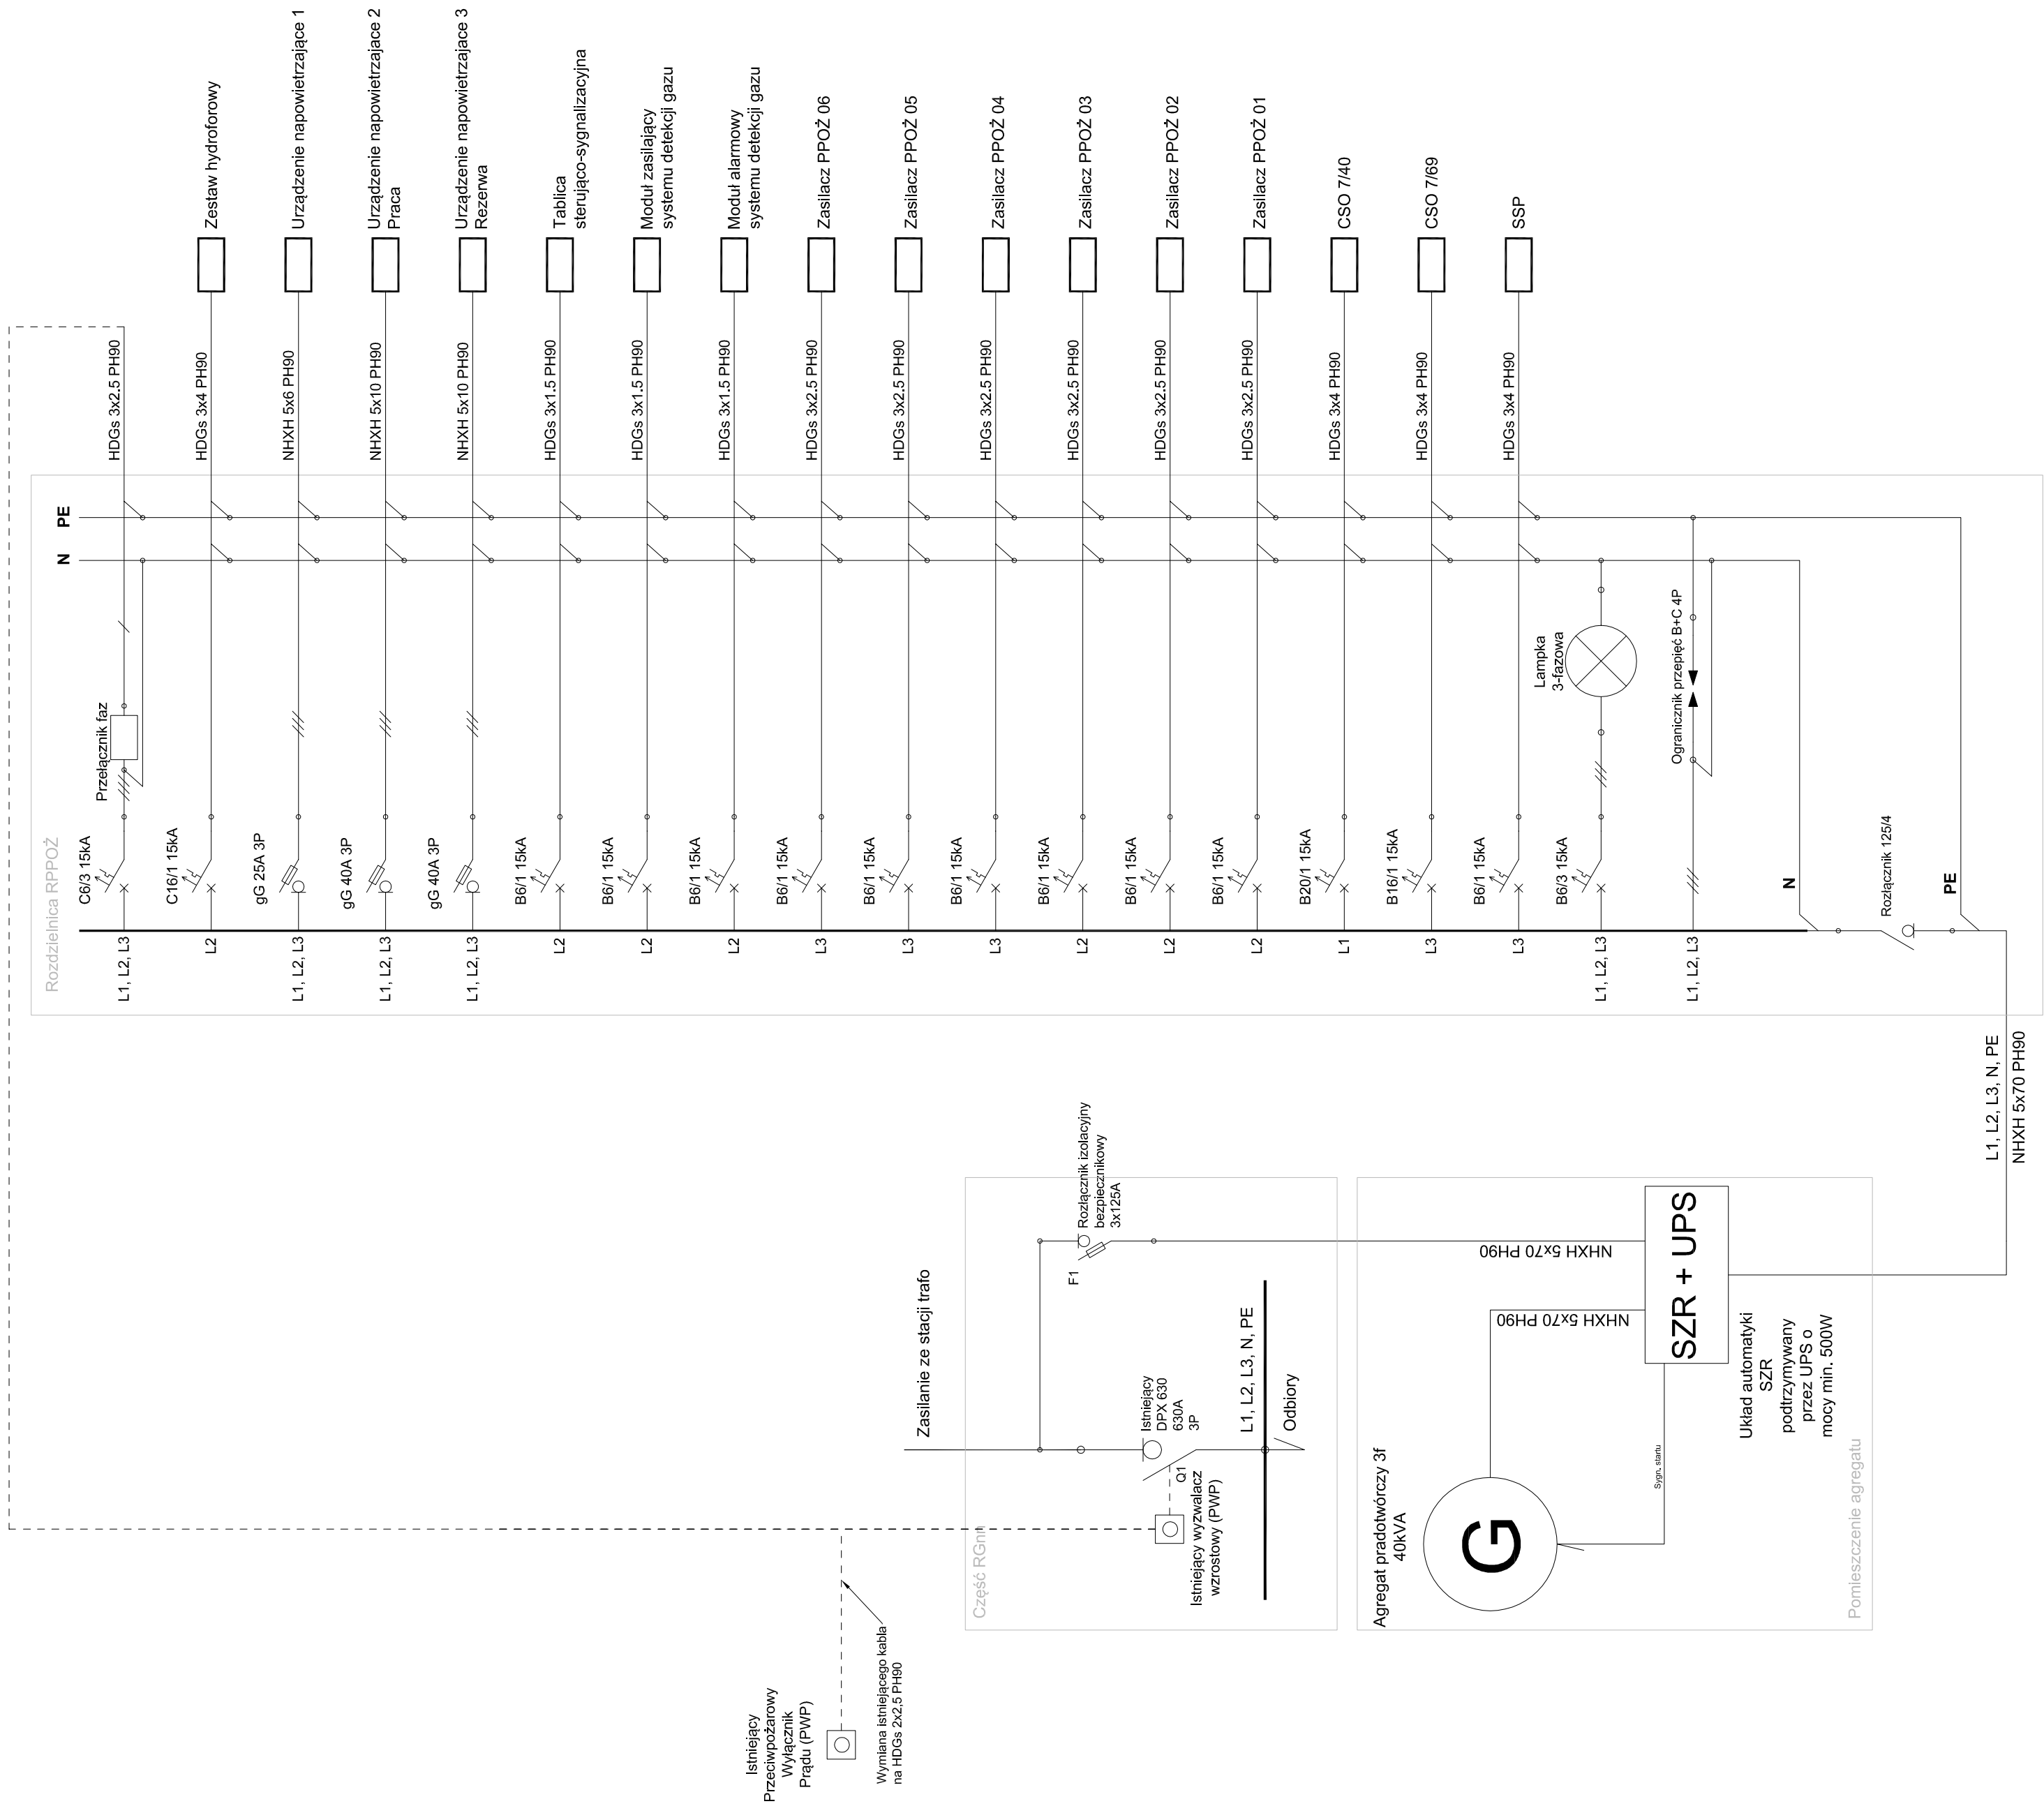 Zestaw hydroforowy
Urządzenie napowietrzające 1
Urządzenie napowietrzajace 2
Praca
Urządzenie napowietrzajace 3
Rezerwa
Tablica
sterująco-sygnalizacyjna
Moduł zasilający
systemu detekcji gazu
Moduł alarmowy
systemu detekcji gazu
Zasilacz PPOŻ 06
Zasilacz PPOŻ 05
Zasilacz PPOŻ 04
Zasilacz PPOŻ 03
Zasilacz PPOŻ 02
Zasilacz PPOŻ 01
CSO 7/40
CSO 7/69
SSP
HDGs 3x2.5 PH90
HDGs 3x4 PH90
NHXH 5x6 PH90
NHXH 5x10 PH90
NHXH 5x10 PH90
HDGs 3x1.5 PH90
HDGs 3x1.5 PH90
HDGs 3x1.5 PH90
HDGs 3x2.5 PH90
HDGs 3x2.5 PH90
HDGs 3x2.5 PH90
HDGs 3x2.5 PH90
HDGs 3x2.5 PH90
HDGs 3x2.5 PH90
HDGs 3x4 PH90
HDGs 3x4 PH90
HDGs 3x4 PH90
PE
N
Przełącznik faz
Lampka
3-fazowa
Ogranicznik przepięć B+C 4P
Rozdzielnica RPPOŻ
C6/3 15kA
C16/1 15kA
gG 25A 3P
gG 40A 3P
gG 40A 3P
B6/1 15kA
B6/1 15kA
B6/1 15kA
B6/1 15kA
B6/1 15kA
B6/1 15kA
B6/1 15kA
B6/1 15kA
B6/1 15kA
B20/1 15kA
B16/1 15kA
B6/1 15kA
B6/3 15kA
N
Rozłącznik 125/4
PE
L1, L2, L3
L2
L1, L2, L3
L1, L2, L3
L1, L2, L3
L2
L2
L2
L3
L3
L3
L2
L2
L2
L1
L3
L3
L1, L2, L3
L1, L2, L3
L1, L2, L3, N, PE
NHXH 5x70 PH90
Rozłącznik izolacyjny
bezpiecznikowy
3x125A
F1
Zasilanie ze stacji trafo
Istniejący
DPX 630
630A
3P
Q1
L1, L2, L3, N, PE
Odbiory
Istniejący wyzwalacz
wzrostowy (PWP)
Część RGnn
NHXH 5x70 PH90
NHXH 5x70 PH90
SZR + UPS
Układ automatyki
SZR
podtrzymywany
przez UPS o
mocy min. 500W
Sygn. startu
Agregat pradotwórczy 3f
40kVA
G
Pomieszczenie agregatu
Istniejący
Przeciwpożarowy
Wyłącznik
Prądu (PWP)
Wymiana istniejącego kabla
na HDGs 2x2,5 PH90